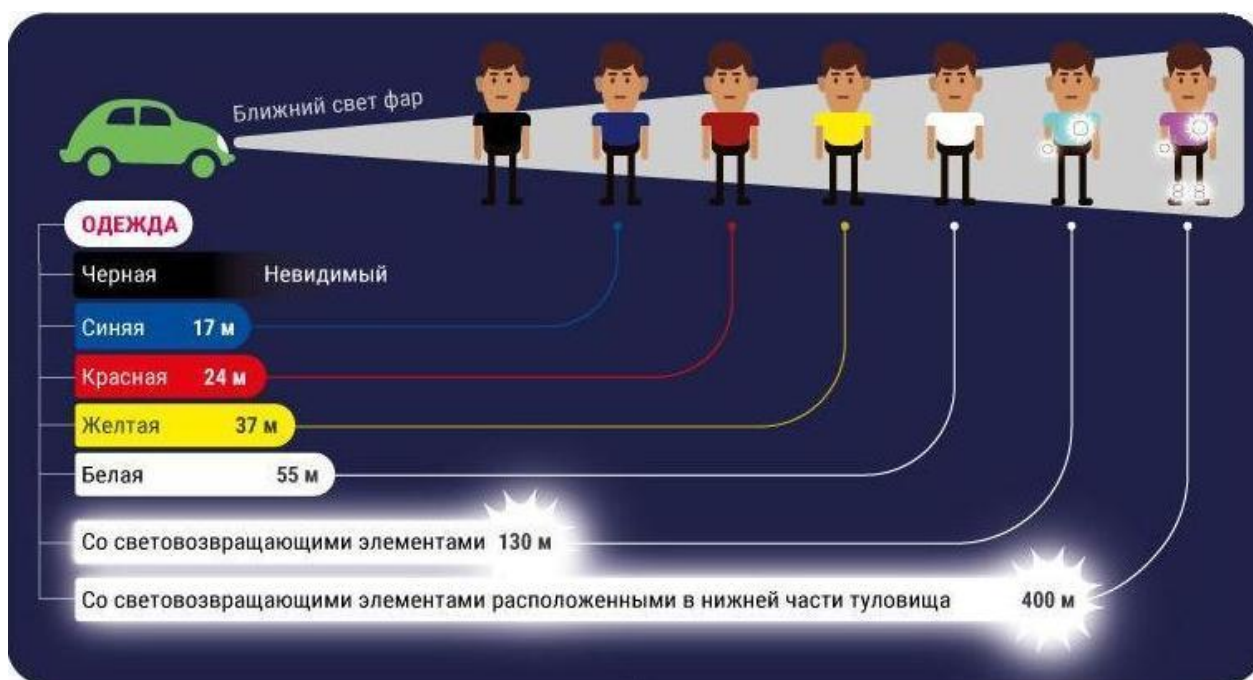 Ближний свет фар
ОДЕЖДА
Черная Невидимый
Синяя 17 м
Красная 24 м
Желтая 37 м
Белая 55 м
Со световозвращающими элементами 130 м
Со световозвращающими элементами расположенными в нижней части туловища 400 м